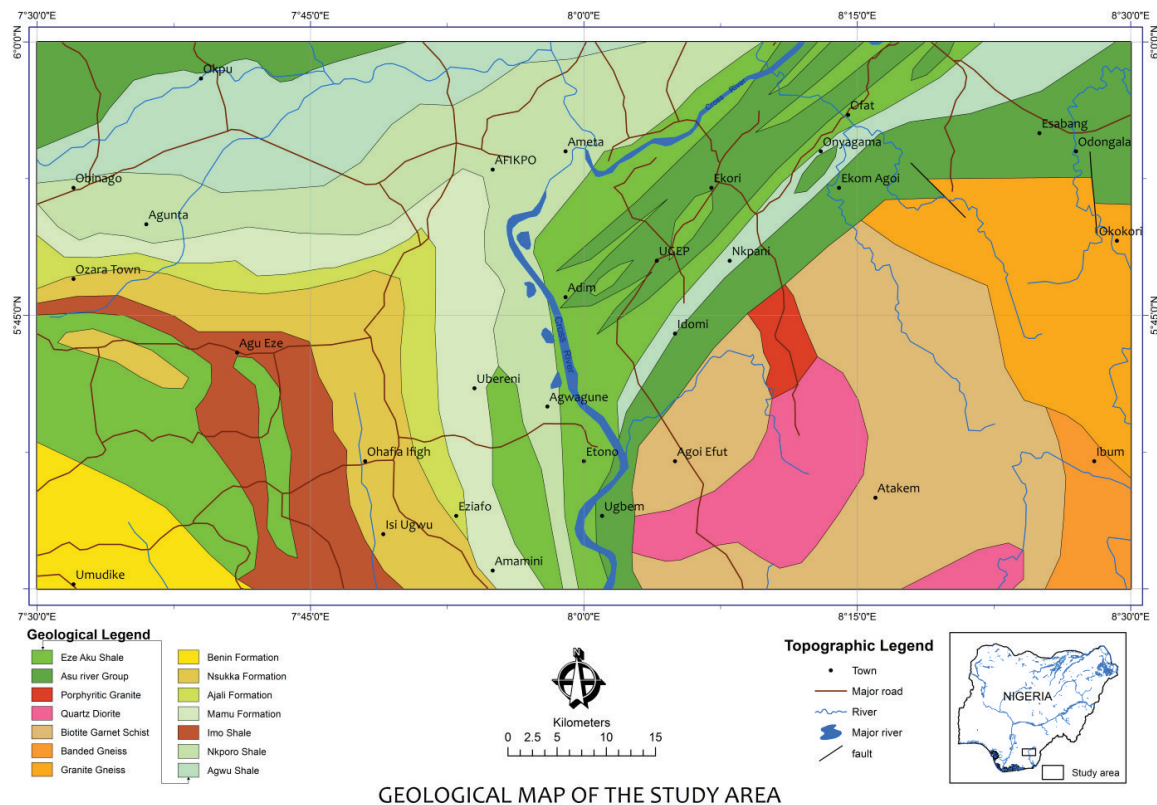 7°30'0"E 7°45'0"E 8°0'0"E 8°15'0"E 8°30'0"E
6°0'0"N 6°0'0"N
Okpu
Cross River
Ofat
Esabang
Ameta
Onyagama
Odongala
AFIKPO
Obinago
Ekori
Ekom Agoi
Agunta
Okokori
UGEP
Nkpani
Ozara Town
Adim
5°45'0"N 5°45'0"N
Cross River
Idomi
Agu Eze
Ubereni
Agwagune
Ohafia Ifigh
Etono
Agoi Efut
Ibum
Atakem
Eziafo
Ugbem
Isi Ugwu
Amamini
Umudike
7°30'0"E 7°45'0"E 8°0'0"E 8°15'0"E 8°30'0"E
Geological Legend
Eze Aku Shale
Asu river Group
Porphyritic Granite
Quartz Diorite
Biotite Garnet Schist
Banded Gneiss
Granite Gneiss
Benin Formation
Nsukka Formation
Ajali Formation
Mamu Formation
Imo Shale
Nkporo Shale
Agwu Shale
N
Kilometers
0 2.5 5 10 15
Topographic Legend
Town
Major road
River
Major river
fault
NIGERIA
Study area
GEOLOGICAL MAP OF THE STUDY AREA